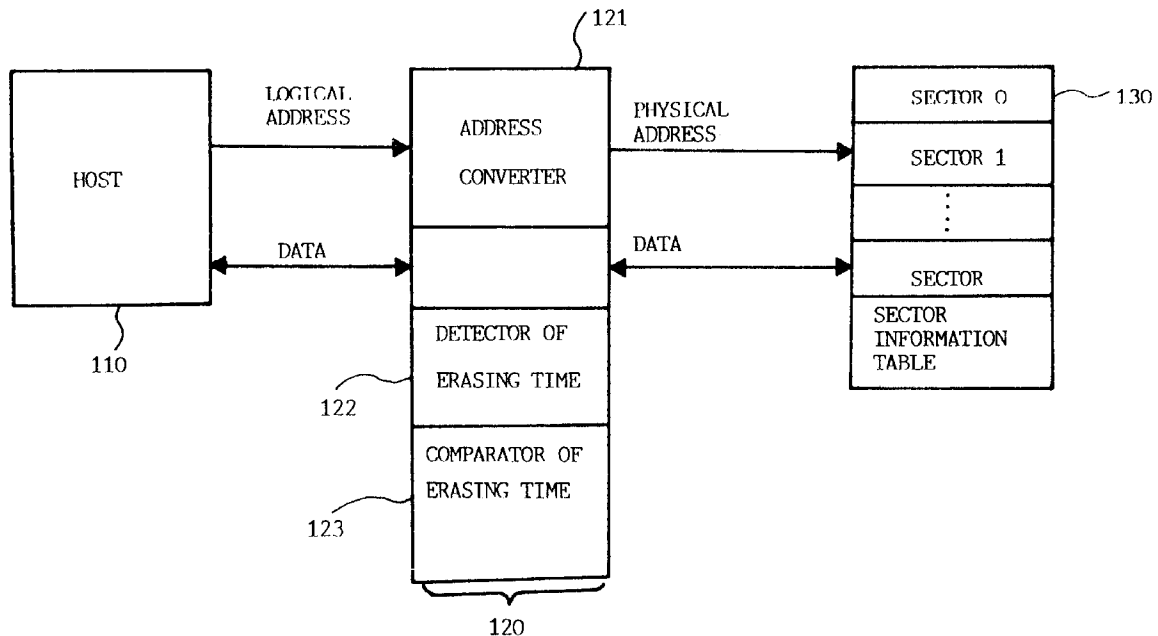 121
HOST
LOGICAL
ADDRESS
DATA
110
ADDRESS
CONVERTER
DETECTOR OF
ERASING TIME
122
COMPARATOR OF
ERASING TIME
123
120
PHYSICAL
ADDRESS
DATA
SECTOR 0
130
SECTOR 1
SECTOR
SECTOR
INFORMATION
TABLE